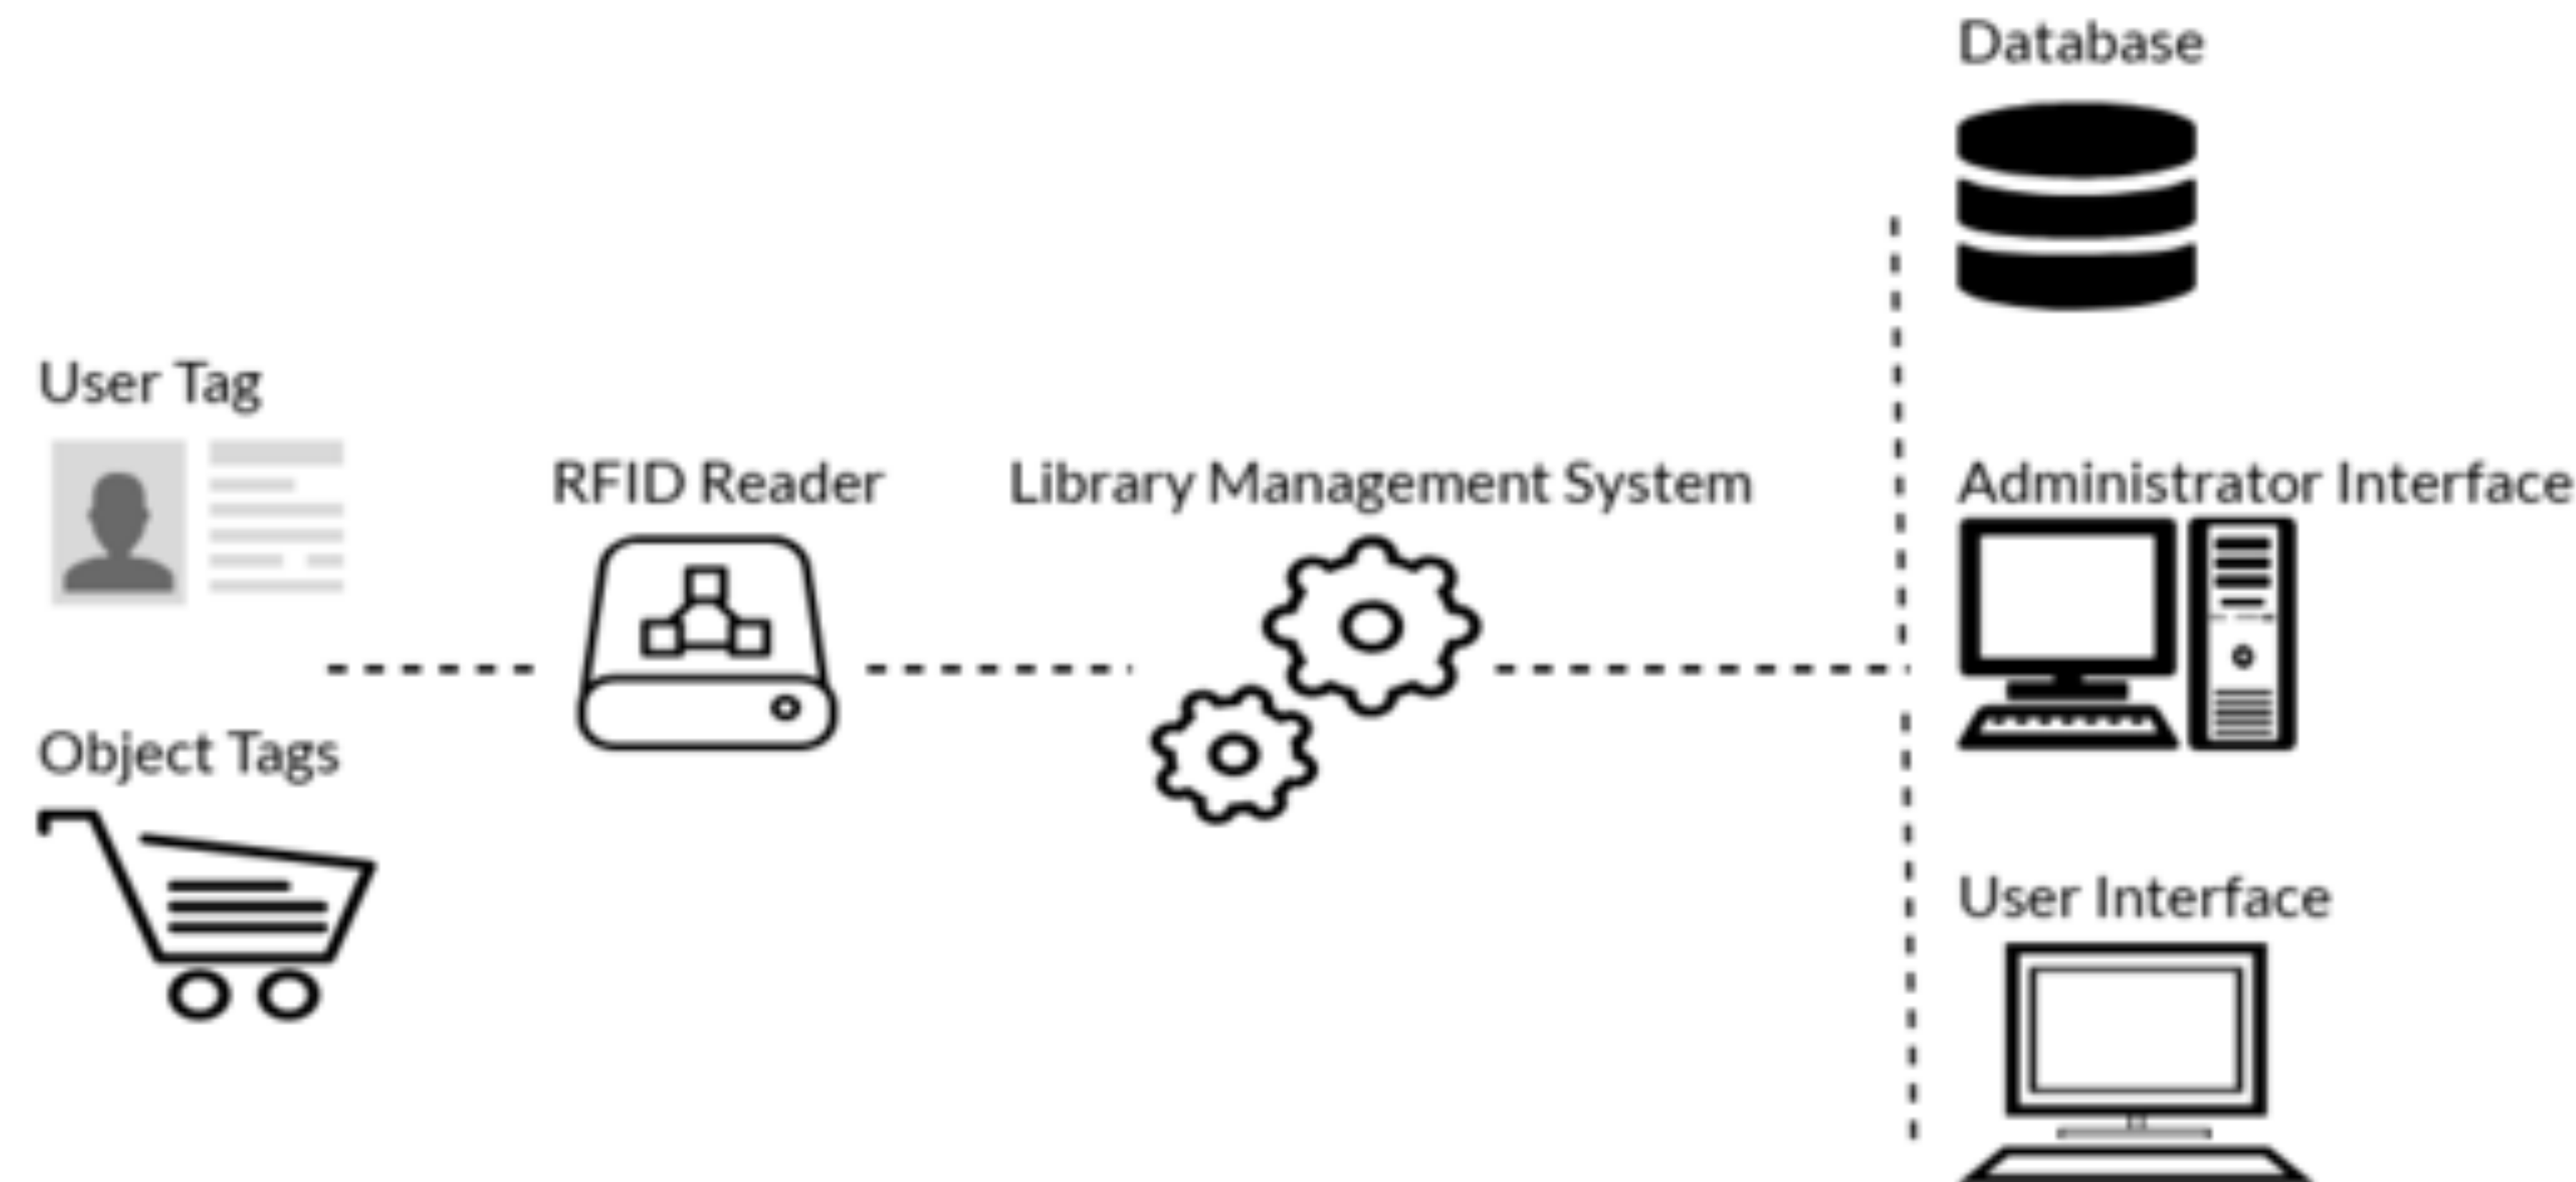 Database
User Tag
RFID Reader
Library Management System
Administrator Interface
Object Tags
User Interface